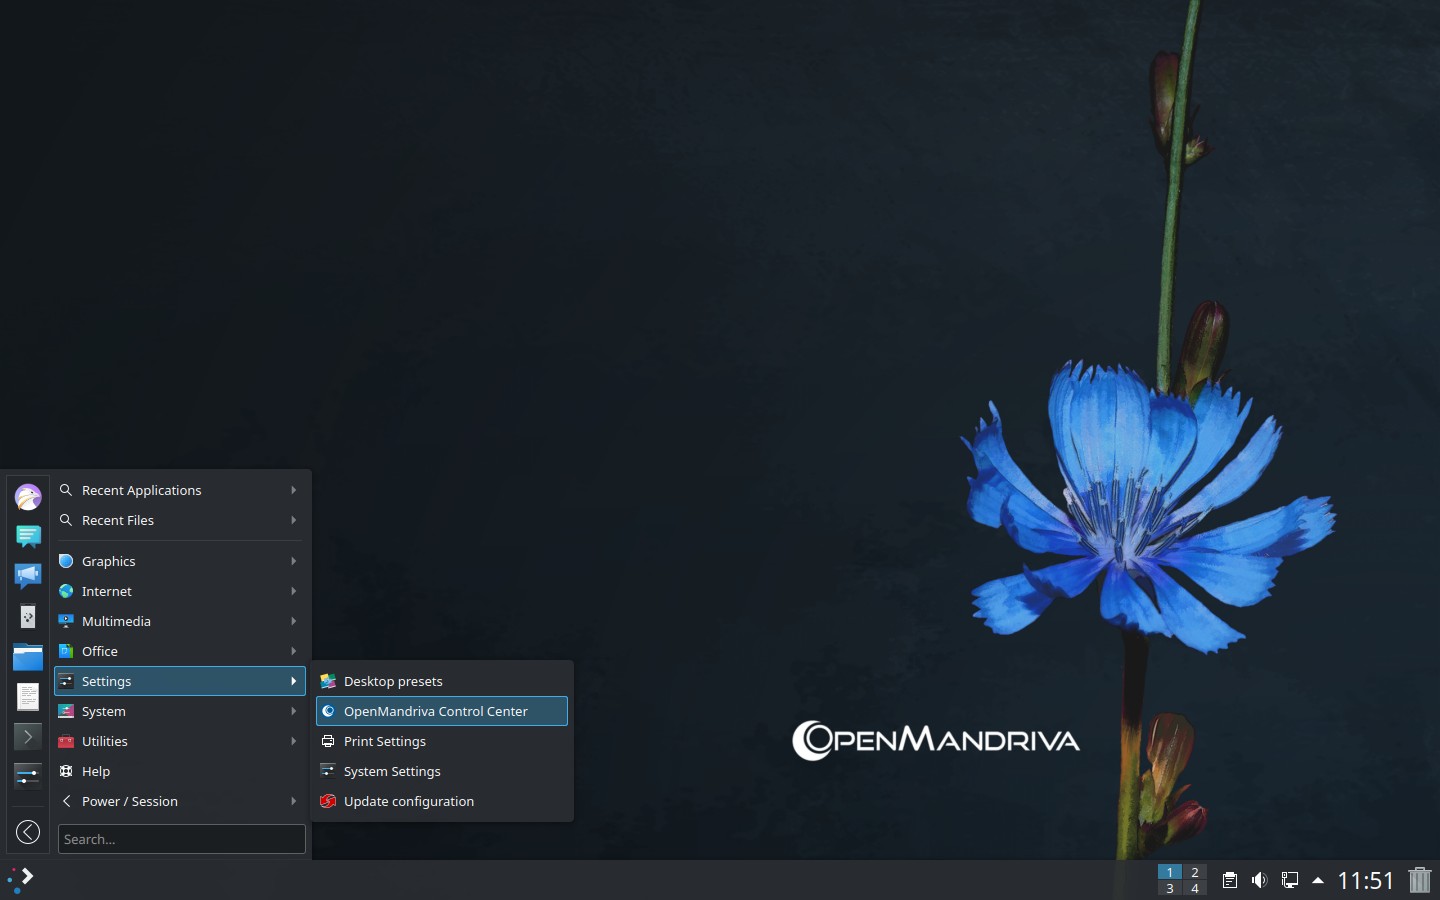 Recent Applications
Recent Files
Graphics
Internet
Multimedia
Office
Settings
System
Utilities
Help
Power / Session
Search...
Desktop presets
OpenMandriva Control Center
Print Settings
System Settings
Update configuration
OPENMANDRIVA
1 2
3 4
11:51